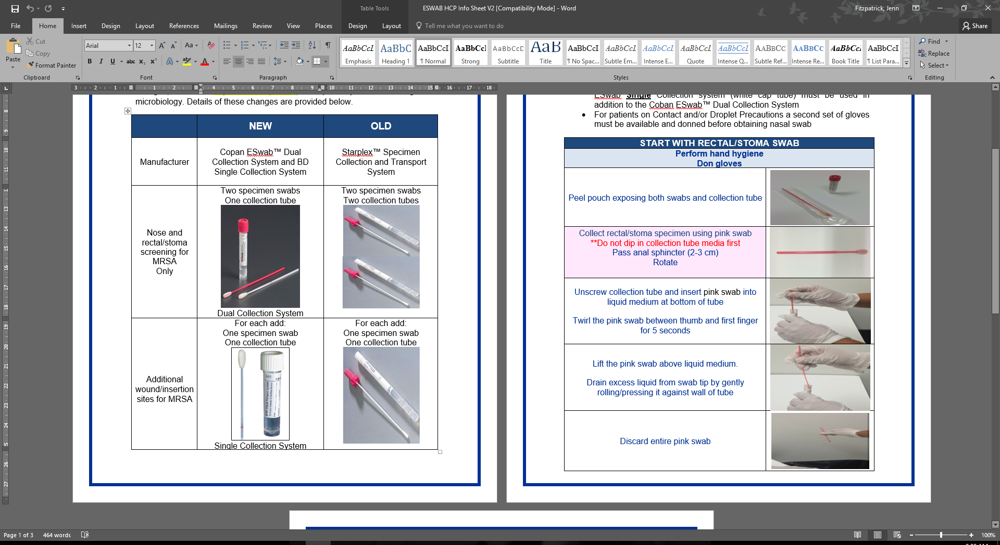 Table Tools
ESWAB HCP Info Sheet V2 [Compatibility Mode] - Word
Fitzpatrick, Jenn
File Home Insert Design Layout References Mailings Review View Places Design Layout Tell me what you want to do Share
Paste
Cut
Copy
Format Painter
Clipboard
Arial 12
Font
Paragraph
AaBbCcI AaBbC AaBbCcI AaBbCcI AaBbCcD AaB AaBbCcI AaBbCcI AaBbCcI AaBbCcI AaBbCcI AABBCC AABBCC AaBbCcI AaBbCcI
Emphasis Heading 1 ¶ Normal Strong Subtitle Title ¶ No Spac... Subtle Em... Intense E... Quote Intense Q... Subtle Ref... Intense Re... Book Title ¶ List Para...
Styles
Find
Replace
Select
Editing
microbiology. Details of these changes are provided below.
NEW OLD
Manufacturer
Copan ESwab™ Dual
Collection System and BD
Single Collection System
Starplex™ Specimen
Collection and Transport
System
Nose and
rectal/stoma
screening for
MRSA
Only
Two specimen swabs
One collection tube
Dual Collection System
Two specimen swabs
Two collection tubes
Additional
wound/insertion
sites for MRSA
For each add:
One specimen swab
One collection tube
Single Collection System
For each add:
One specimen swab
One collection tube
ESwab Single Collection system (white cap tube) must be used in
addition to the Coban ESwab™ Dual Collection System
• For patients on Contact and/or Droplet Precautions a second set of gloves
must be available and donned before obtaining nasal swab
START WITH RECTAL/STOMA SWAB
Perform hand hygiene
Don gloves
Peel pouch exposing both swabs and collection tube
Collect rectal/stoma specimen using pink swab
**Do not dip in collection tube media first
Pass anal sphincter (2-3 cm)
Rotate
Unscrew collection tube and insert pink swab into
liquid medium at bottom of tube
Twirl the pink swab between thumb and first finger
for 5 seconds
Lift the pink swab above liquid medium.
Drain excess liquid from swab tip by gently
rolling/pressing it against wall of tube
Discard entire pink swab
Page 1 of 3 464 words
100%